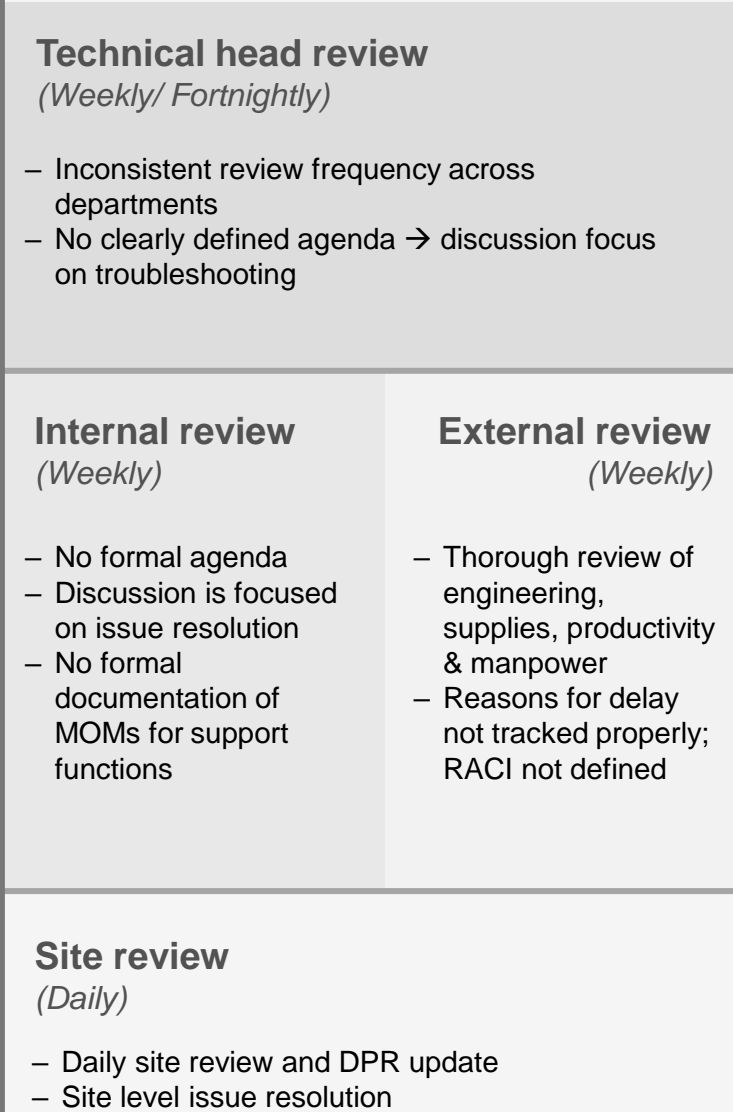 Technical head review
(Weekly/ Fortnightly)
– Inconsistent review frequency across
departments
– No clearly defined agenda → discussion focus
on troubleshooting
Internal review
(Weekly)
– No formal agenda
– Discussion is focused
on issue resolution
– No formal
documentation of
MOMs for support
functions
External review
(Weekly)
– Thorough review of
engineering,
supplies, productivity
& manpower
– Reasons for delay
not tracked properly;
RACI not defined
Site review
(Daily)
– Daily site review and DPR update
– Site level issue resolution